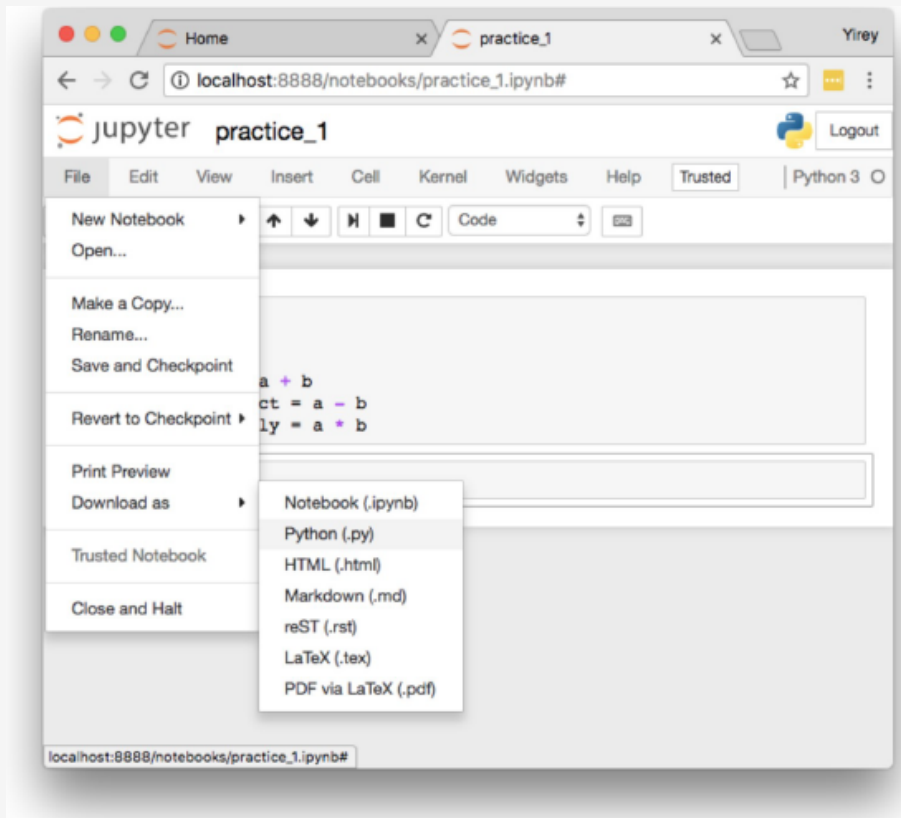 Home
practice_1
Yirey
localhost:8888/notebooks/practice_1.ipynb#
jupyter practice_1
Logout
File Edit View Insert Cell Kernel Widgets Help Trusted Python 3
New Notebook
Code
Open...
Make a Copy...
Rename...
Save and Checkpoint
a + b
ct = a - b
Revert to Checkpoint
ly = a * b
Print Preview
Download as
Notebook (.ipynb)
Python (.py)
Trusted Notebook
HTML (.html)
Markdown (.md)
Close and Halt
reST (.rst)
LaTeX (.tex)
PDF via LaTeX (.pdf)
localhost:8888/notebooks/practice_1.ipynb#